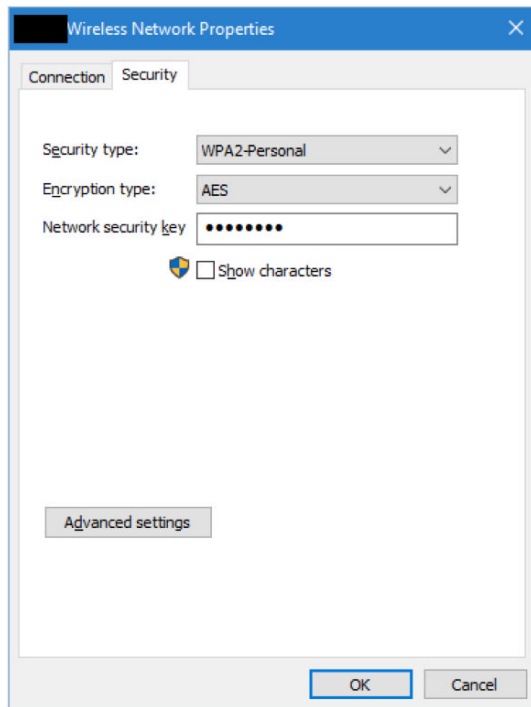 Wireless Network Properties
Connection Security
Security type: WPA2-Personal
Encryption type: AES
Network security key ••••••••
Show characters
Advanced settings
OK Cancel